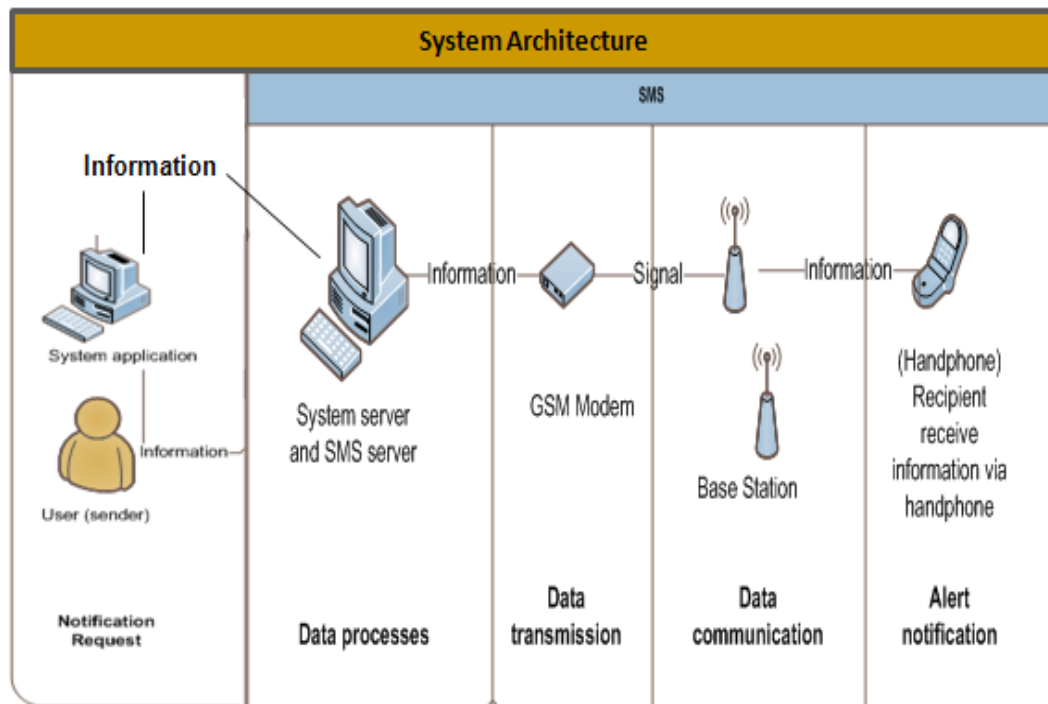 System Architecture
SMS
Information
System application
Information
User (sender)
Notification
Request
System server
and SMS server
Data processes
Information
GSM Modem
Data
transmission
Signal
Base Station
Data
communication
Information
(Handphone)
Recipient
receive
information via
handphone
Alert
notification